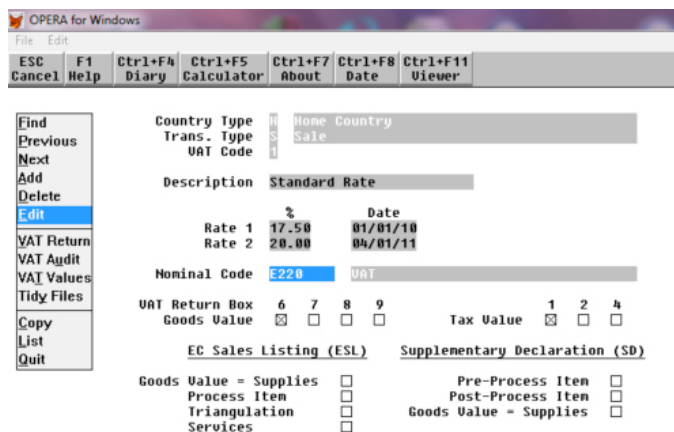 OPERA for Windows
File Edit
ESC F1 Ctrl+F4 Ctrl+F5 Ctrl+F7 Ctrl+F8 Ctrl+F11
Cancel Help Diary Calculator About Date Viewer
Find
Previous
Next
Add
Delete
Edit
VAT Return
VAT Audit
VAT Values
Tidy Files
Copy
List
Quit
Country Type H Home Country
Trans. Type S Sale
VAT Code 1
Description Standard Rate
% Date
Rate 1 17.50 01/01/10
Rate 2 20.00 04/01/11
Nominal Code E220 VAT
VAT Return Box 6 7 8 9 1 2 4
Goods Value Tax Value
EC Sales Listing (ESL) Supplementary Declaration (SD)
Goods Value = Supplies Pre-Process Item
Process Item Post-Process Item
Triangulation Goods Value = Supplies
Services